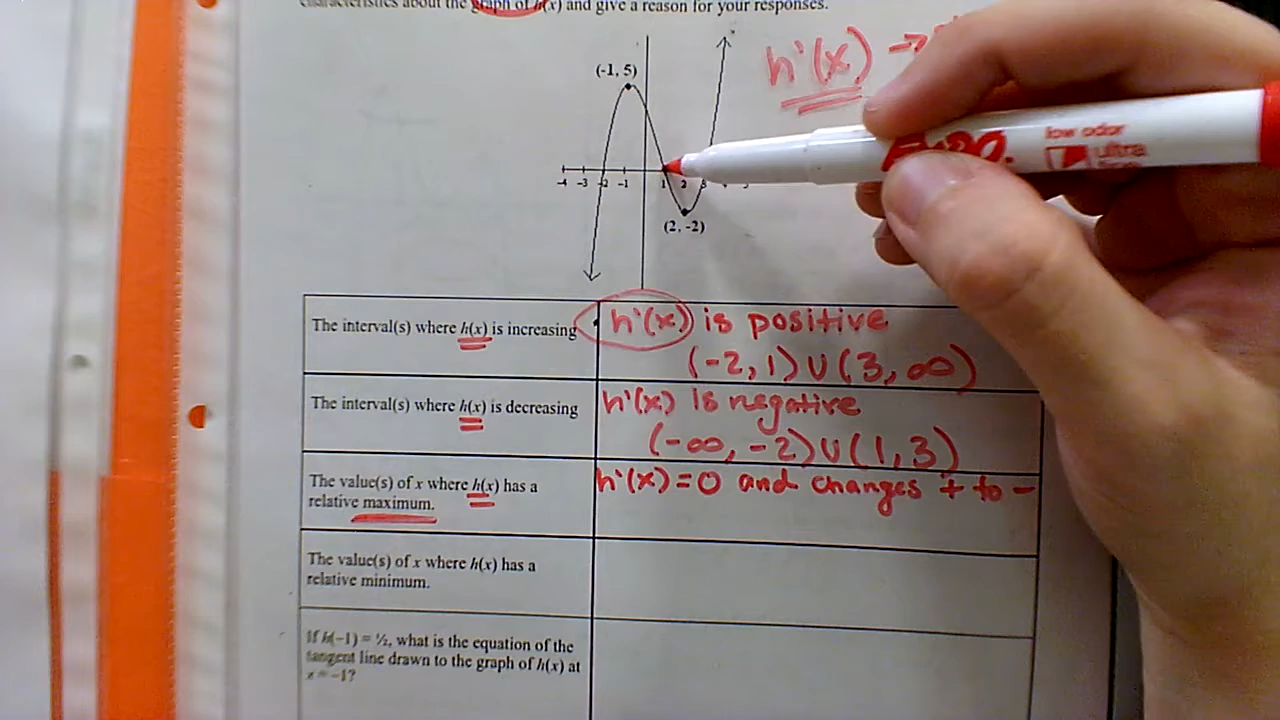 characteristics about the graph of h(x) and give a reason for your responses.
h'(x) →
(-1, 5)
-4 -3 -2 -1 1 2 3
(2, -2)
low odor
ultra
The interval(s) where h(x) is increasing
h'(x) is positive
(-2, 1) ∪ (3, ∞)
The interval(s) where h(x) is decreasing
h'(x) is negative
(-∞, -2) ∪ (1, 3)
The value(s) of x where h(x) has a
relative maximum.
h'(x) = 0 and changes + to -
The value(s) of x where h(x) has a
relative minimum.
If h(-1) = ½, what is the equation of the
tangent line drawn to the graph of h(x) at
x = -1?